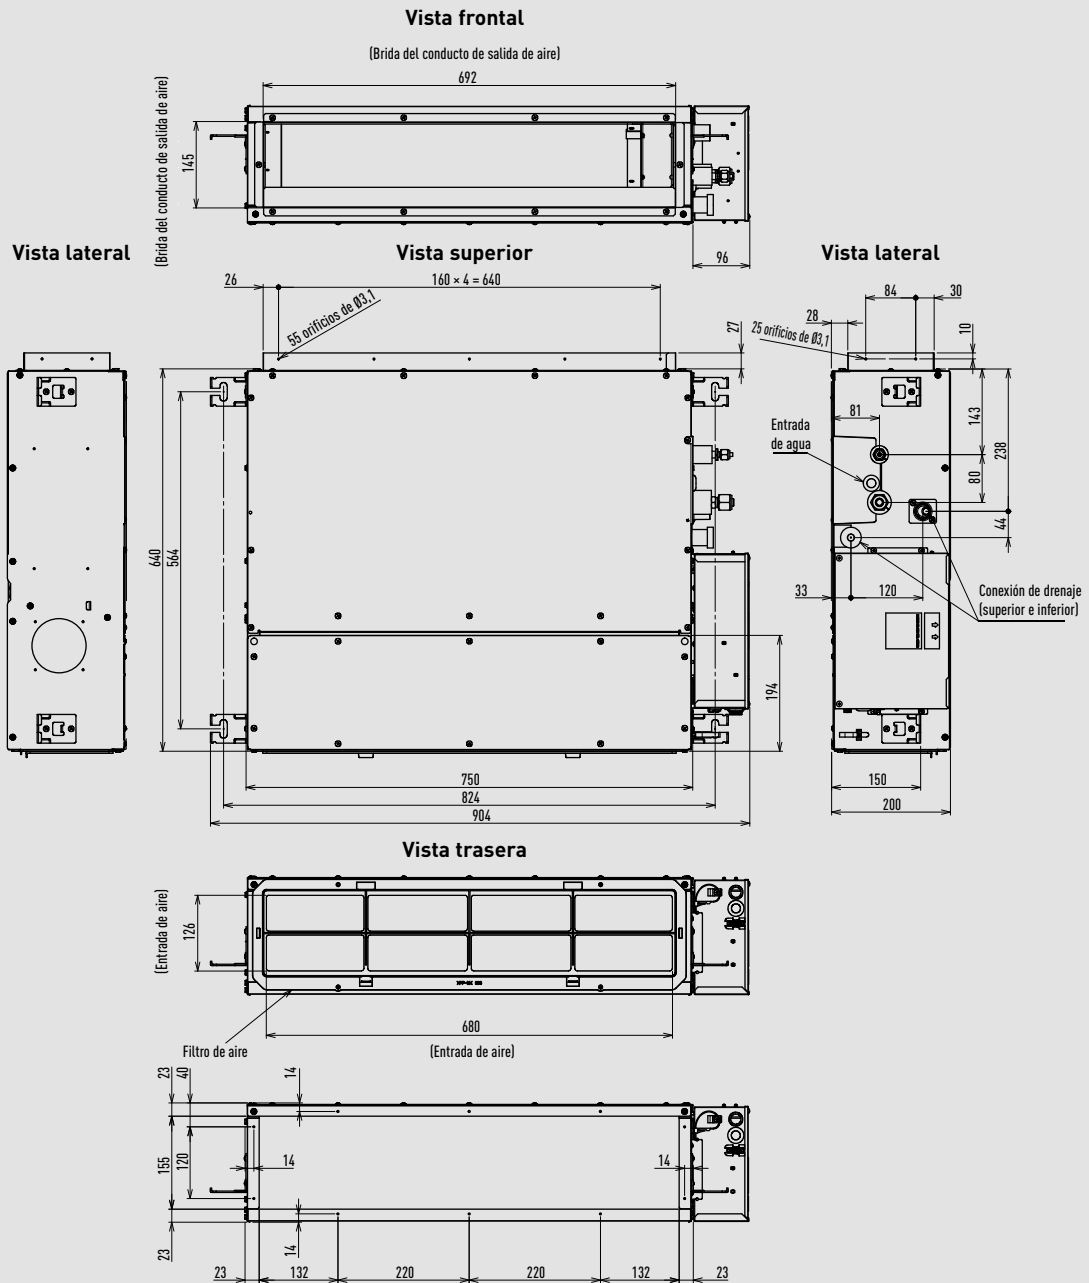 Vista frontal
(Brida del conducto de salida de aire)
692
(Brida del conducto de salida de aire)
145
96
Vista lateral
Vista superior
Vista lateral
26
160 × 4 = 640
55 orificios de Ø3,1
27
84
30
28
25 orificios de Ø3,1
10
81
143
238
Entrada
de agua
80
44
640
564
33
120
Conexión de drenaje
(superior e inferior)
194
750
824
904
150
200
Vista trasera
(Entrada de aire)
126
680
Filtro de aire
(Entrada de aire)
23
40
14
155
120
14
14
23
14
23
132
220
220
132
23